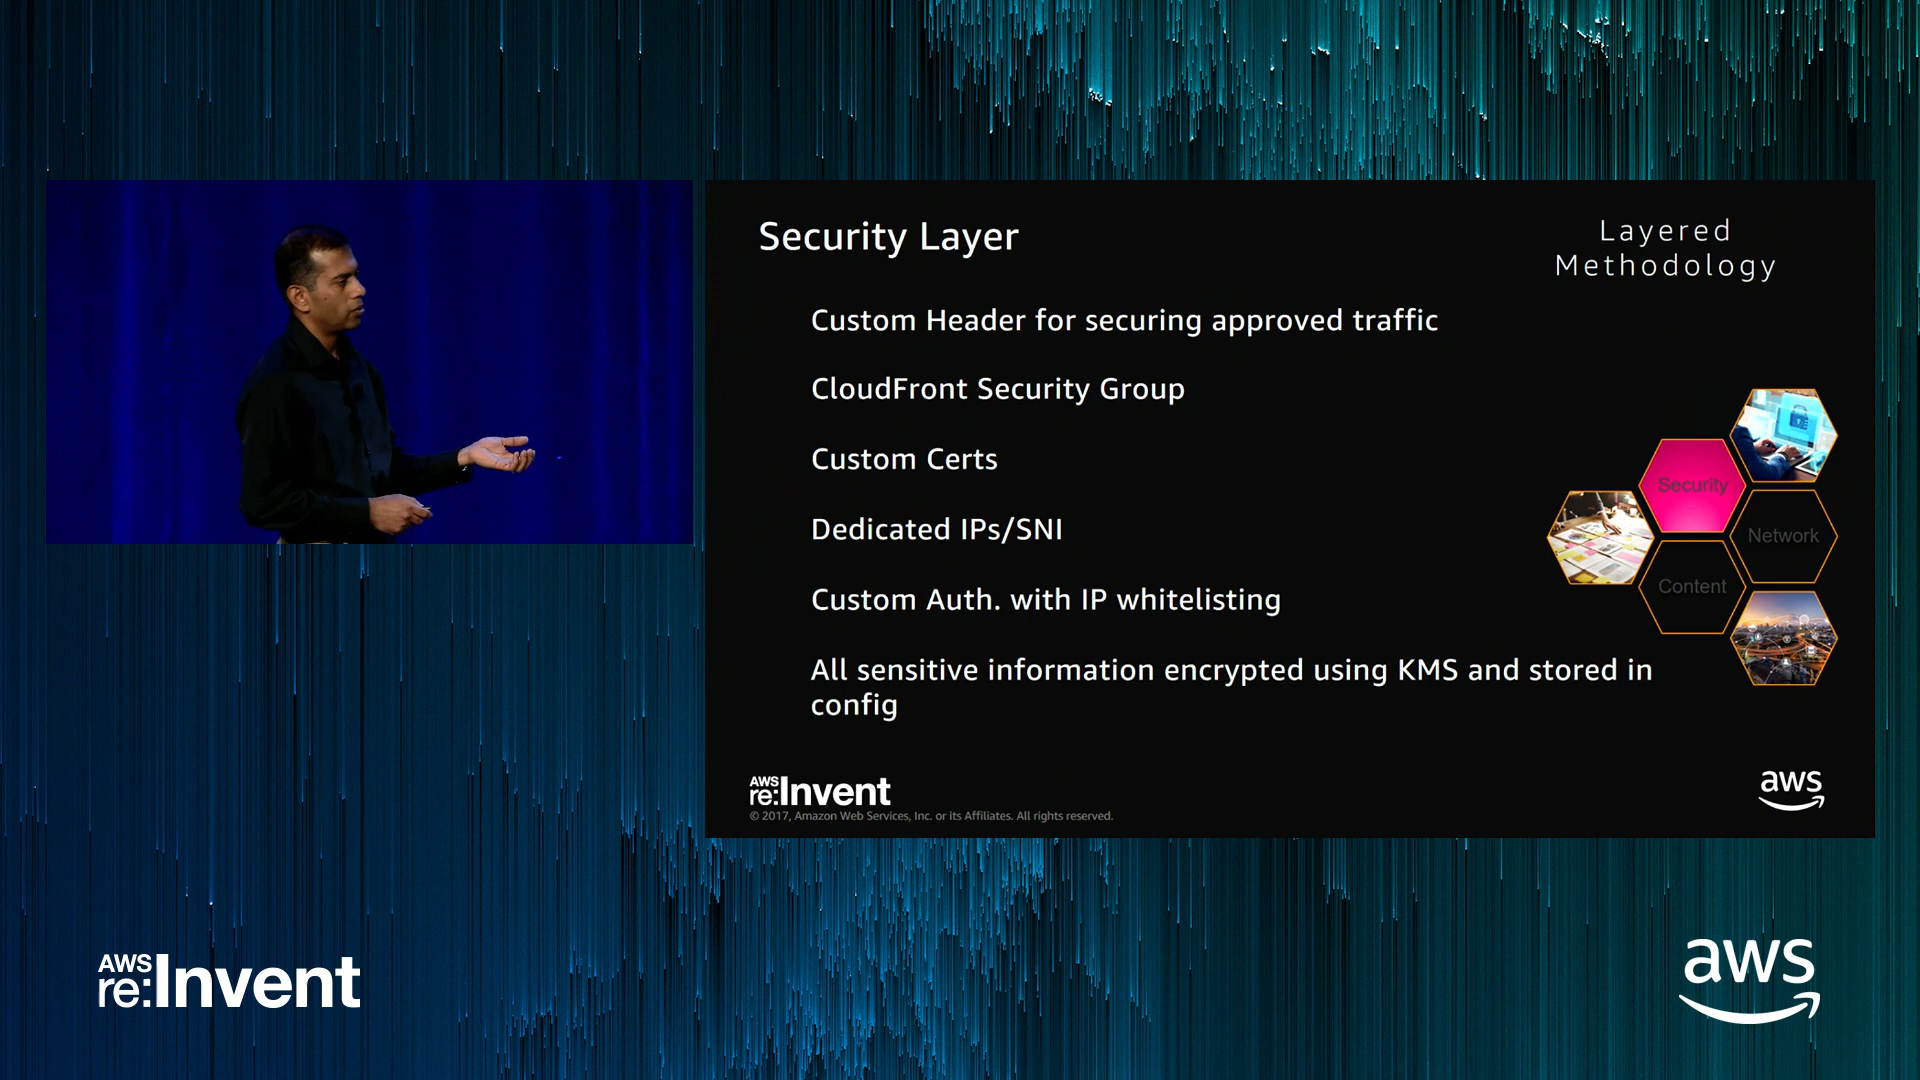 Security Layer
Layered
Methodology
Custom Header for securing approved traffic
CloudFront Security Group
Custom Certs
Dedicated IPs/SNI
Custom Auth. with IP whitelisting
All sensitive information encrypted using KMS and stored in
config
Security
Network
Content
AWS
re:Invent
© 2017, Amazon Web Services, Inc. or its Affiliates. All rights reserved.
aws
AWS
re:Invent
aws